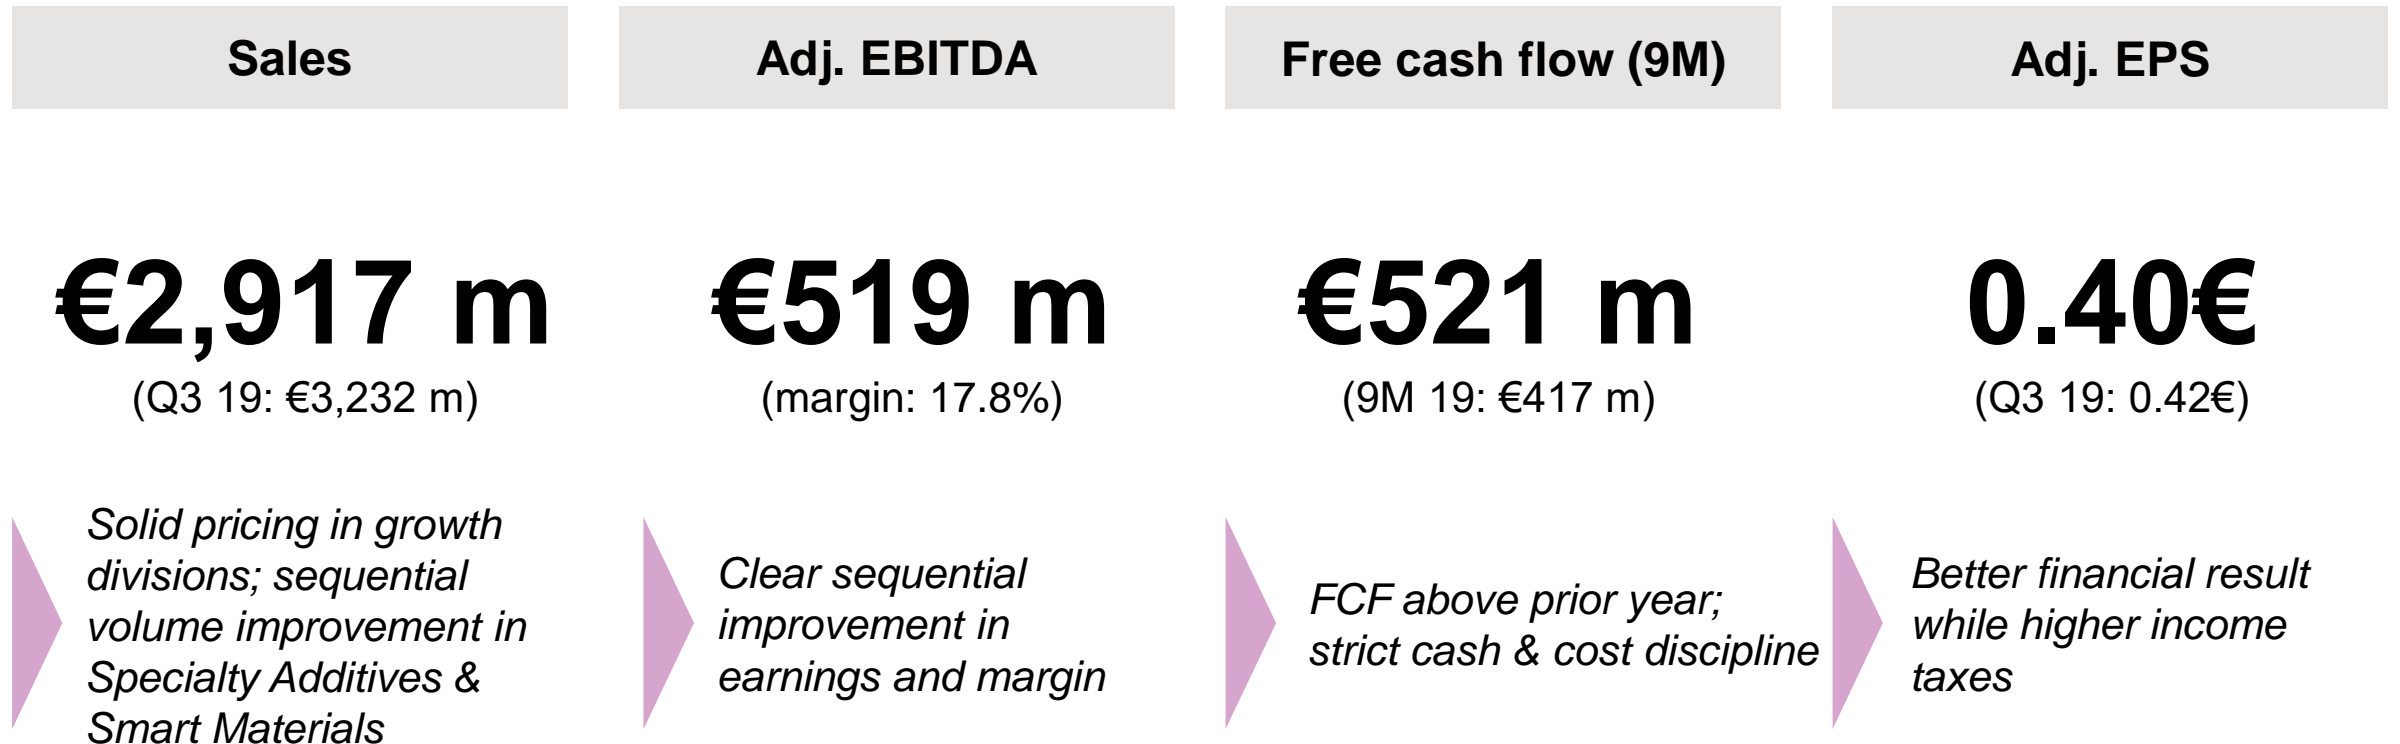 Sales
€2,917 m
(Q3 19: €3,232 m)
Solid pricing in growth
divisions; sequential
volume improvement in
Specialty Additives &
Smart Materials
Adj. EBITDA
€519 m
(margin: 17.8%)
Clear sequential
improvement in
earnings and margin
Free cash flow (9M)
€521 m
(9M 19: €417 m)
FCF above prior year;
strict cash & cost discipline
Adj. EPS
0.40€
(Q3 19: 0.42€)
Better financial result
while higher income
taxes